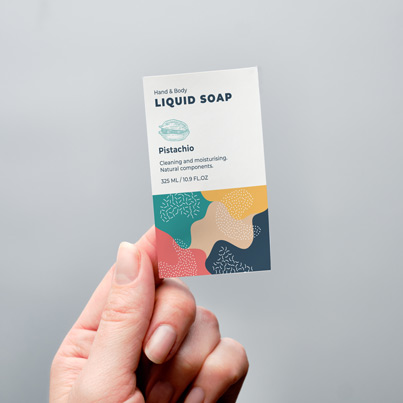 Hand & Body
LIQUID SOAP
Pistachio
Cleaning and moisturising.
Natural components.
325 ML / 10.9 FL.OZ